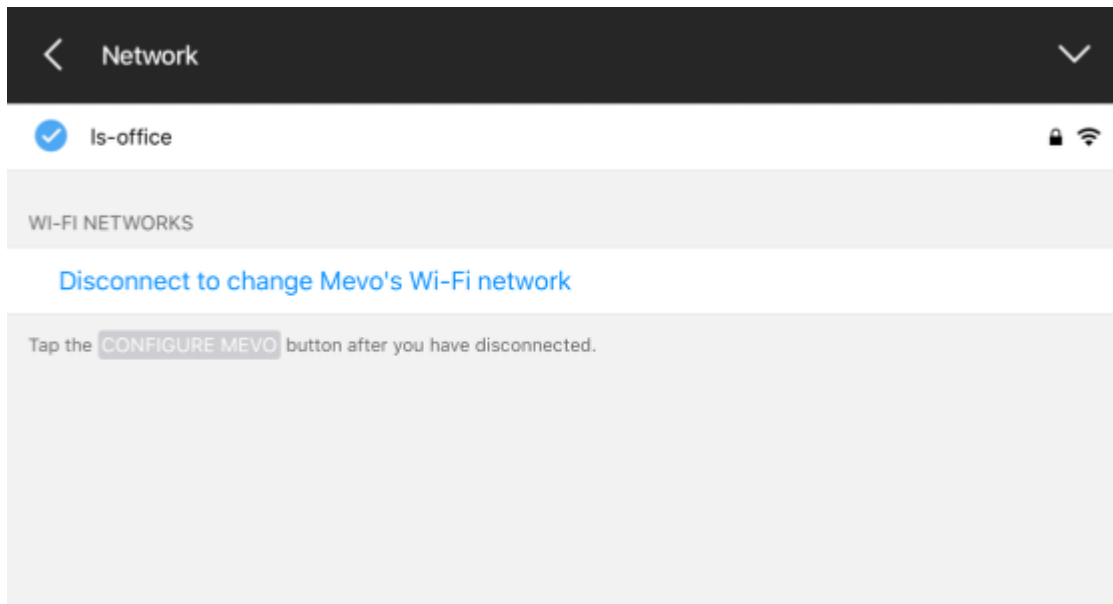 Network
ls-office
WI-FI NETWORKS
Disconnect to change Mevo's Wi-Fi network
Tap the CONFIGURE MEVO button after you have disconnected.